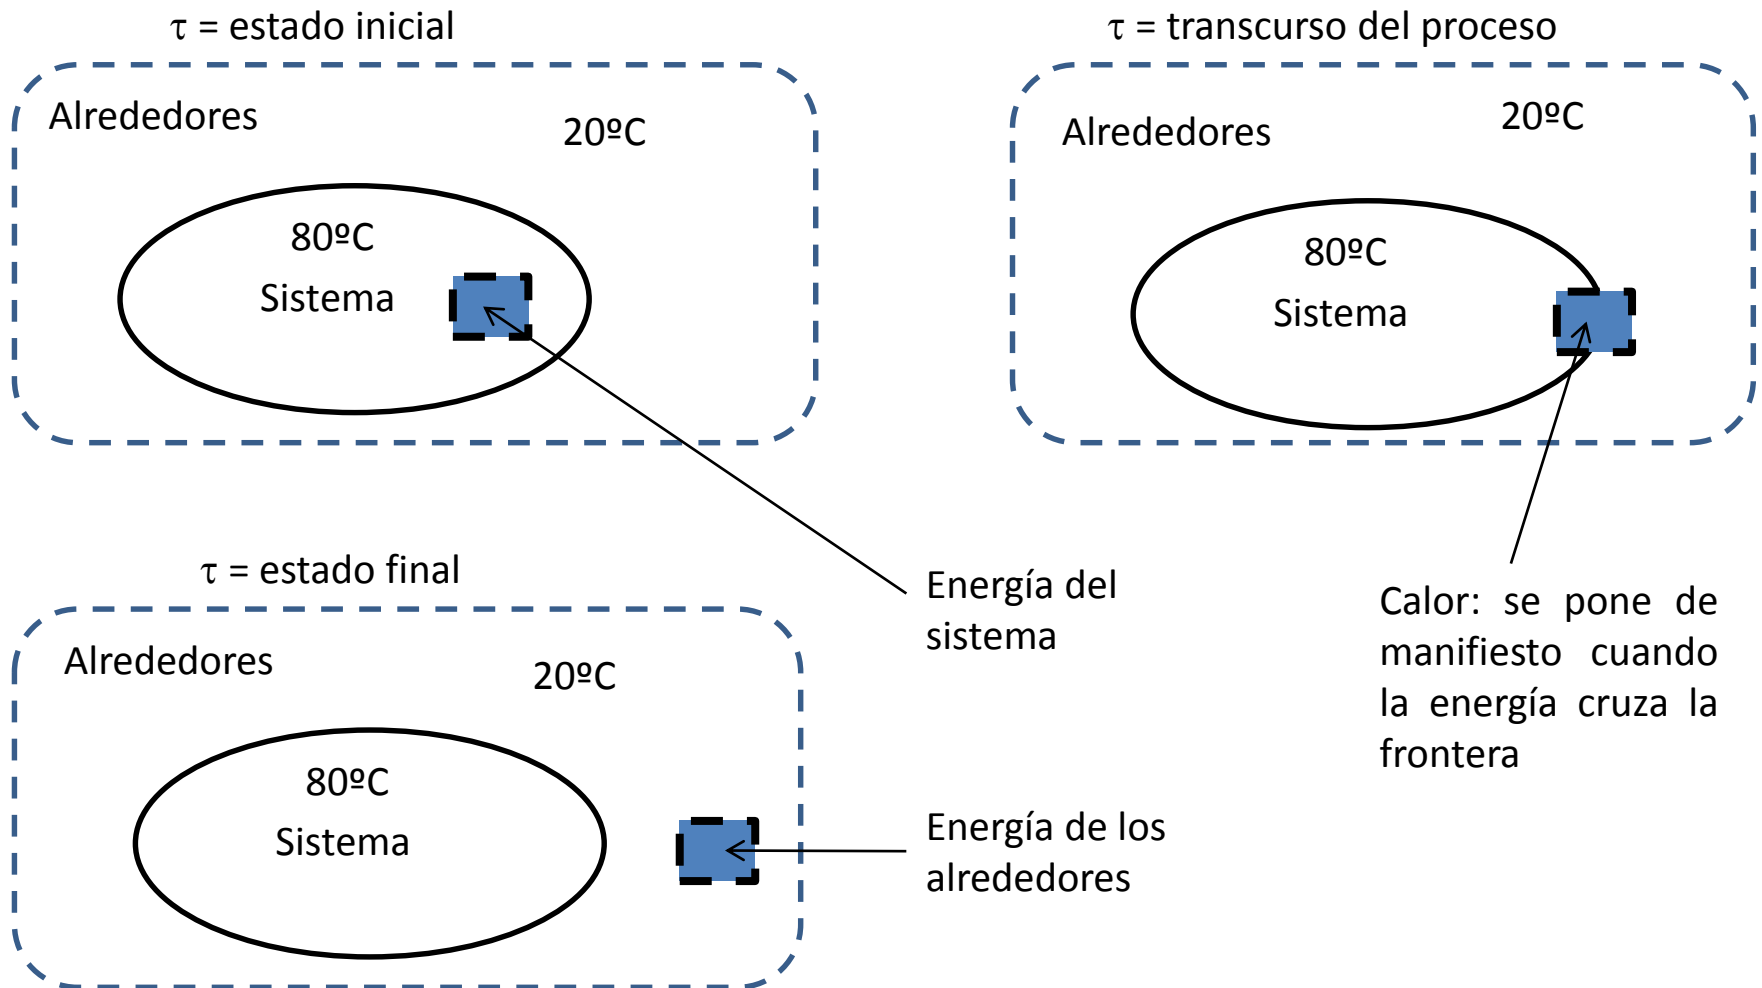 τ = estado inicial
Alrededores
20ºC
80ºC
Sistema
τ = transcurso del proceso
Alrededores
20ºC
80ºC
Sistema
τ = estado final
Alrededores
20ºC
80ºC
Sistema
Energía del
sistema
Energía de los
alrededores
Calor: se pone de
manifiesto cuando
la energía cruza la
frontera